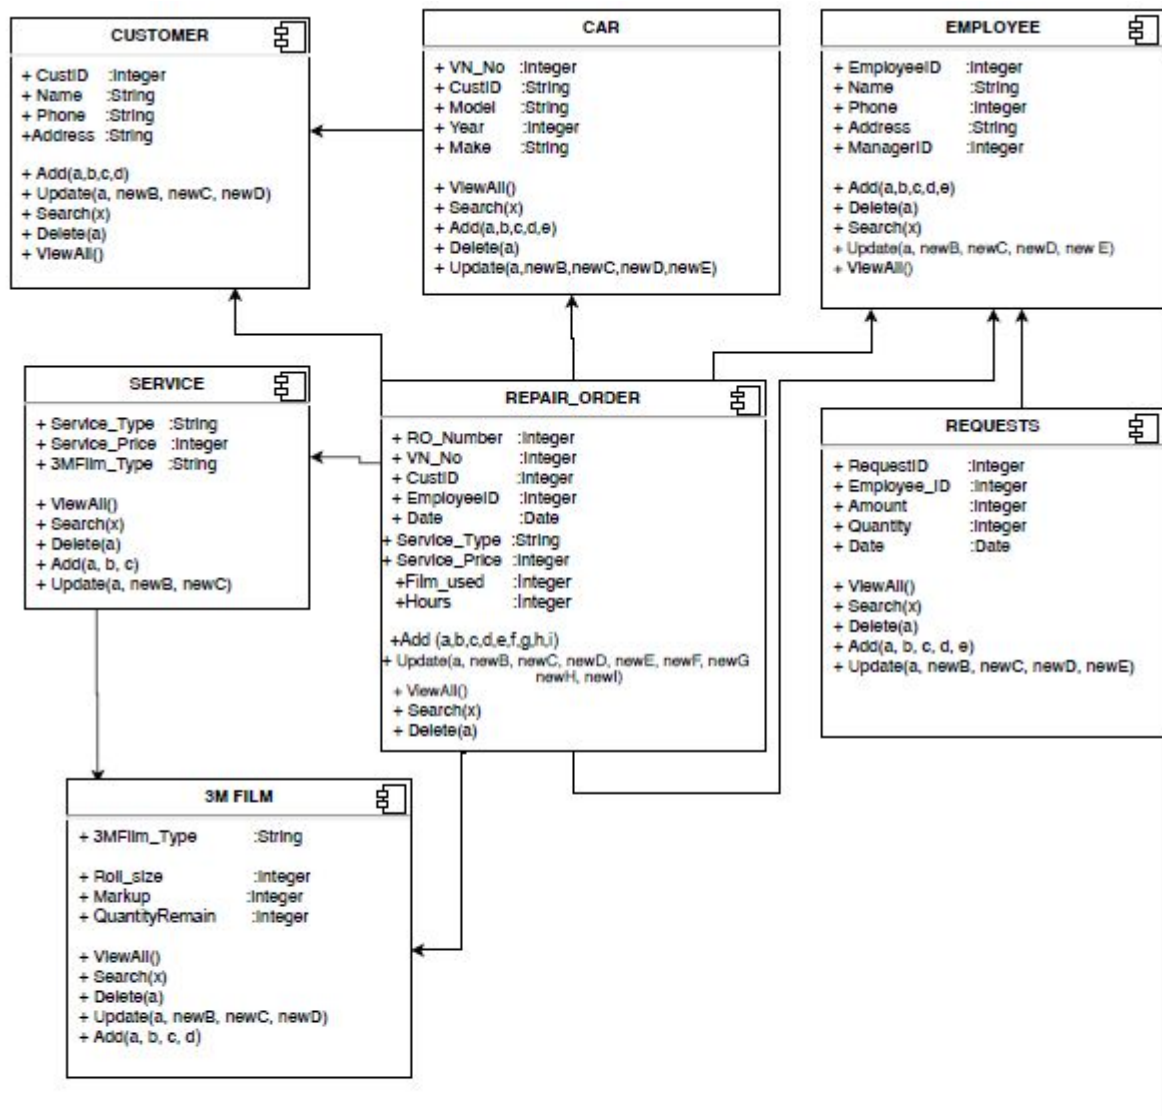 CUSTOMER
+ CustID :Integer
+ Name :String
+ Phone :String
+Address :String
+ Add(a,b,c,d)
+ Update(a, newB, newC, newD)
+ Search(x)
+ Delete(a)
+ ViewAll()
CAR
+ VN_No :Integer
+ CustID :String
+ Model :String
+ Year :Integer
+ Make :String
+ ViewAll()
+ Search(x)
+ Add(a,b,c,d,e)
+ Delete(a)
+ Update(a,newB,newC,newD,newE)
EMPLOYEE
+ EmployeeID :Integer
+ Name :String
+ Phone :Integer
+ Address :String
+ ManagerID :Integer
+ Add(a,b,c,d,e)
+ Delete(a)
+ Search(x)
+ Update(a, newB, newC, newD, new E)
+ ViewAll()
SERVICE
+ Service_Type :String
+ Service_Price :Integer
+ 3MFilm_Type :String
+ ViewAll()
+ Search(x)
+ Delete(a)
+ Add(a, b, c)
+ Update(a, newB, newC)
REPAIR_ORDER
+ RO_Number :Integer
+ VN_No :Integer
+ CustID :Integer
+ EmployeeID :Integer
+ Date :Date
+ Service_Type :String
+ Service_Price :Integer
+Film_used :Integer
+Hours :Integer
+Add (a,b,c,d,e,f,g,h,i)
+ Update(a, newB, newC, newD, newE, newF, newG
newH, newI)
+ ViewAll()
+ Search(x)
+ Delete(a)
REQUESTS
+ RequestID :Integer
+ Employee_ID :Integer
+ Amount :Integer
+ Quantity :Integer
+ Date :Date
+ ViewAll()
+ Search(x)
+ Delete(a)
+ Add(a, b, c, d, e)
+ Update(a, newB, newC, newD, newE)
3M FILM
+ 3MFilm_Type :String
+ Roll_size :Integer
+ Markup :Integer
+ QuantityRemain :Integer
+ ViewAll()
+ Search(x)
+ Delete(a)
+ Update(a, newB, newC, newD)
+ Add(a, b, c, d)